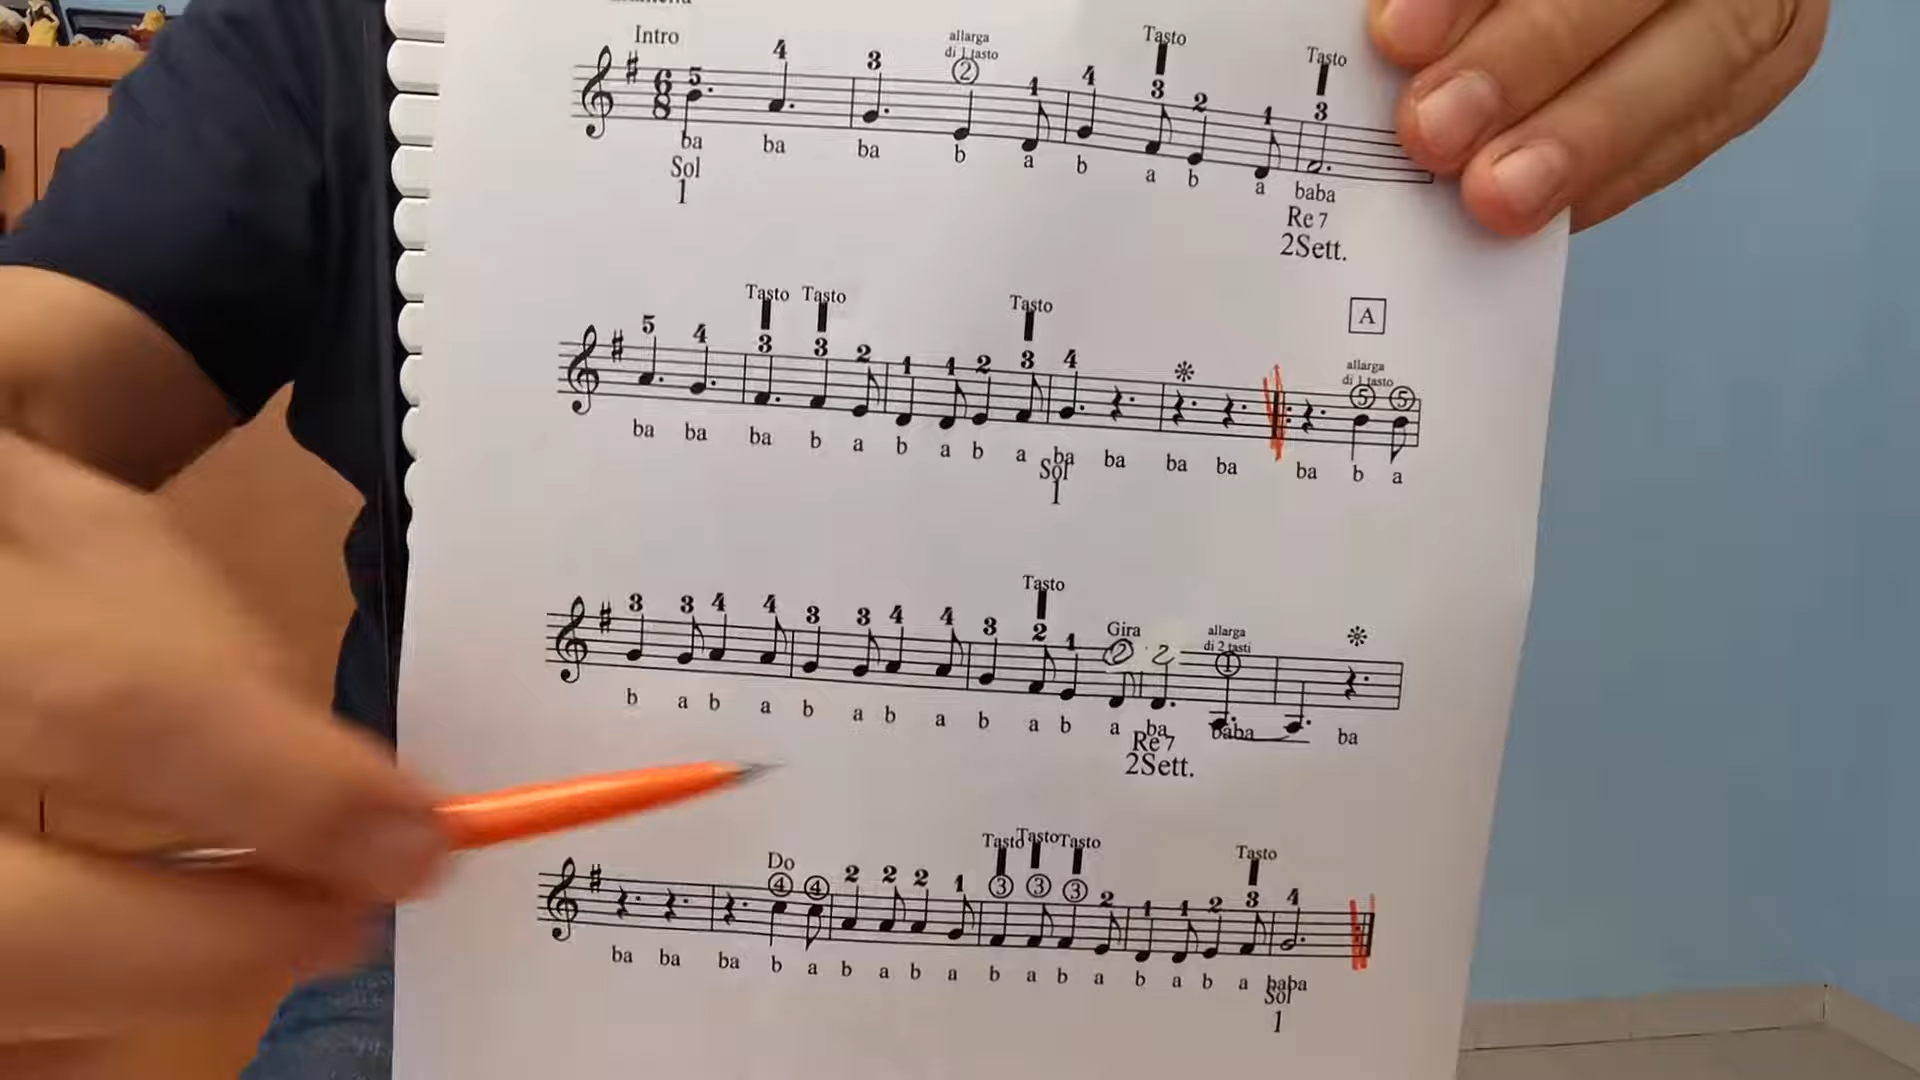 Intro
allarga
di 1 tasto
Tasto
Tasto
5 4 3 ② 1 4 3 2 1 3
6
8
ba ba ba b a b a b a baba
Sol
1
Re 7
2Sett.
A
Tasto Tasto Tasto
allarga
di 1 tasto
5 4 3 3 2 1 1 2 3 4 ⑤ ⑤
ba ba ba b a b a b a ba ba ba ba ba b a
Sol
1
Tasto
Gira
allarga
di 2 tasti
3 3 4 4 3 3 4 4 3 2 1 ② 2 ①
b a b a b a b a b a b a ba baba ba
Re 7
2Sett.
Do
Tasto Tasto Tasto Tasto
④ ④ 2 2 2 1 ③ ③ ③ 2 1 1 2 3 4
ba ba ba b a b a b a b a b a b a b a baba
Sol
1